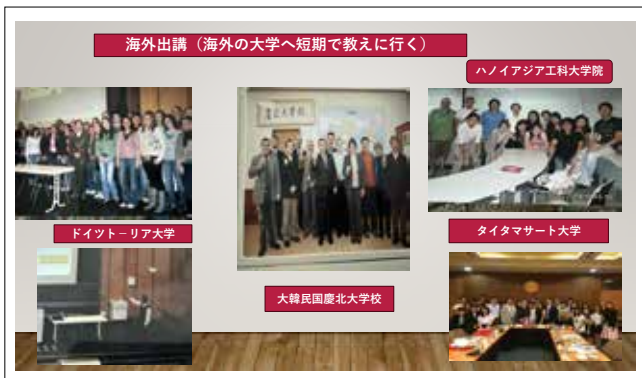 海外出講（海外の大学へ短期で教えに行く）
ハノイアジア工科大学院
ドイツトーリア大学
タイタマサート大学
大韓民国慶北大学校